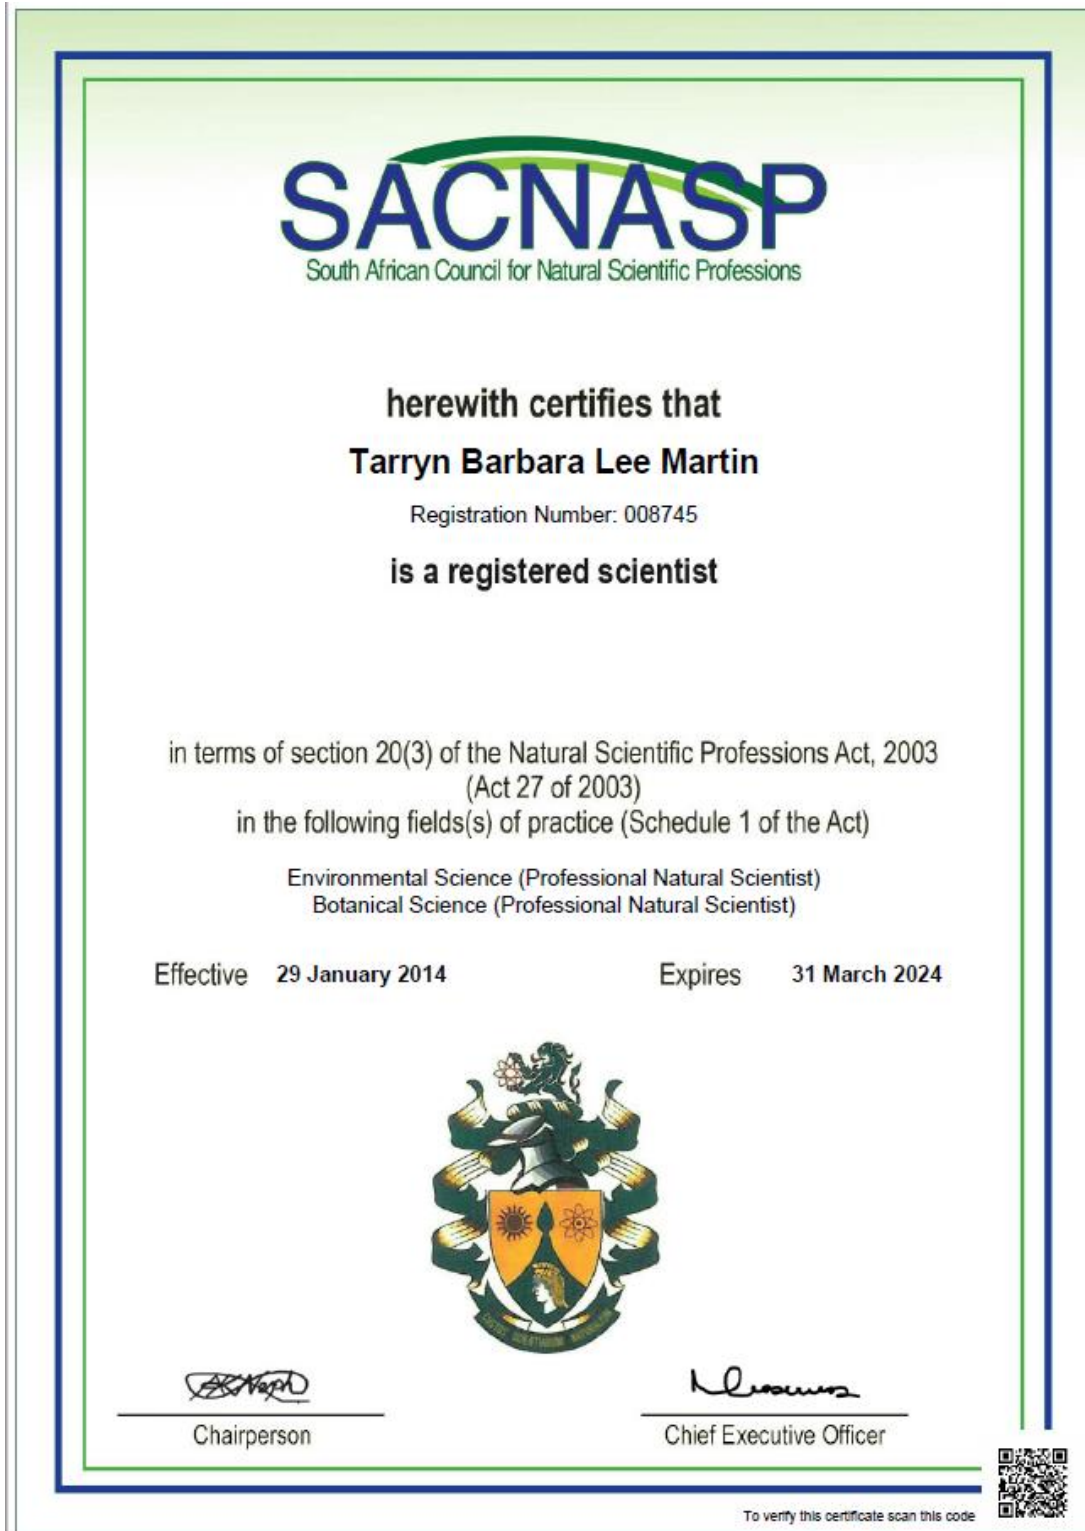 SACNASP
South African Council for Natural Scientific Professions
herewith certifies that
Tarryn Barbara Lee Martin
Registration Number: 008745
is a registered scientist
in terms of section 20(3) of the Natural Scientific Professions Act, 2003
(Act 27 of 2003)
in the following fields(s) of practice (Schedule 1 of the Act)
Environmental Science (Professional Natural Scientist)
Botanical Science (Professional Natural Scientist)
Effective 29 January 2014 Expires 31 March 2024
Chairperson Chief Executive Officer
To verify this certificate scan this code